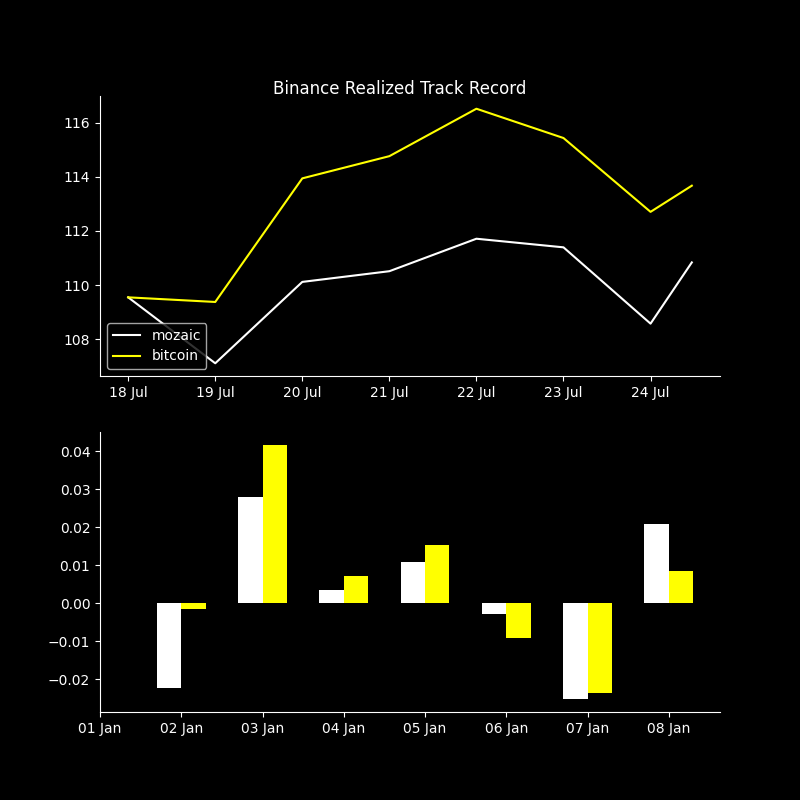 Binance Realized Track Record
116
114
112
110
108
mozaic
bitcoin
18 Jul 19 Jul 20 Jul 21 Jul 22 Jul 23 Jul 24 Jul
0.04
0.03
0.02
0.01
0.00
−0.01
−0.02
01 Jan 02 Jan 03 Jan 04 Jan 05 Jan 06 Jan 07 Jan 08 Jan